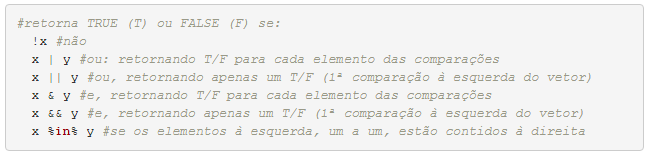 #retorna TRUE (T) ou FALSE (F) se:
!x #não
x | y #ou: retornando T/F para cada elemento das comparações
x || y #ou, retornando apenas um T/F (1ª comparação à esquerda do vetor)
x & y #e, retornando T/F para cada elemento das comparações
x && y #e, retornando apenas um T/F (1ª comparação à esquerda do vetor)
x %in% y #se os elementos à esquerda, um a um, estão contidos à direita